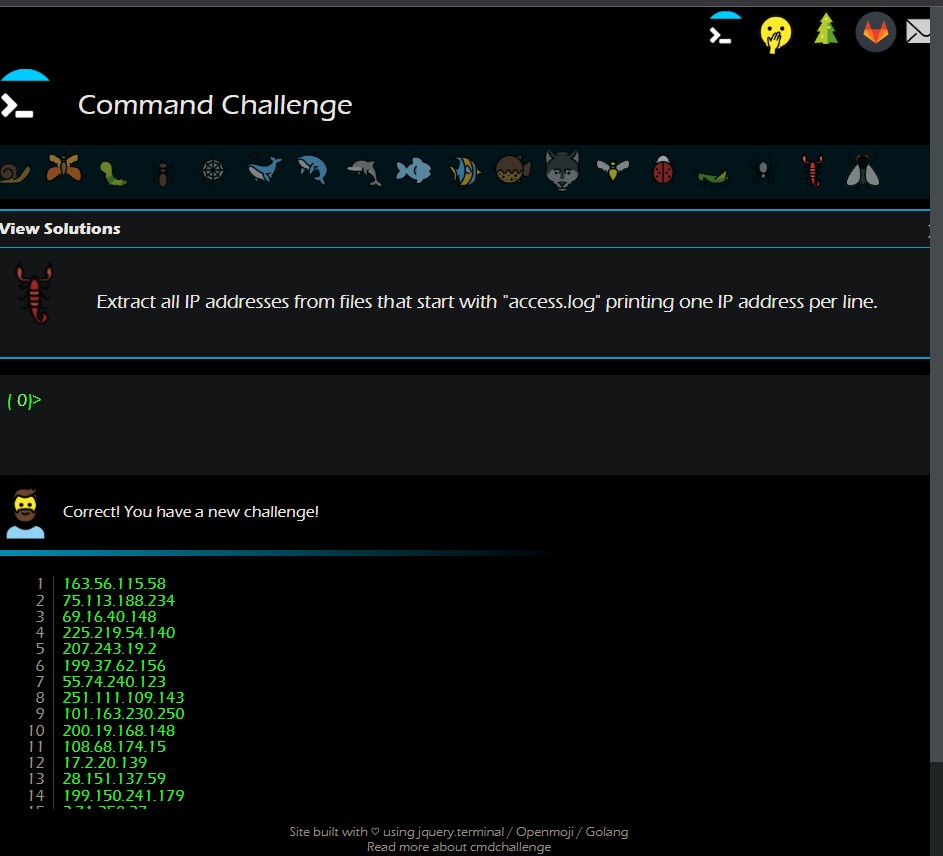 Command Challenge
View Solutions
Extract all IP addresses from files that start with "access.log" printing one IP address per line.
( 0)>
Correct! You have a new challenge!
1 163.56.115.58
2 75.113.188.234
3 69.16.40.148
4 225.219.54.140
5 207.243.19.2
6 199.37.62.156
7 55.74.240.123
8 251.111.109.143
9 101.163.230.250
10 200.19.168.148
11 108.68.174.15
12 17.2.20.139
13 28.151.137.59
14 199.150.241.179
Site built with ♡ using jquery.terminal / Openmoji / Golang
Read more about cmdchallenge